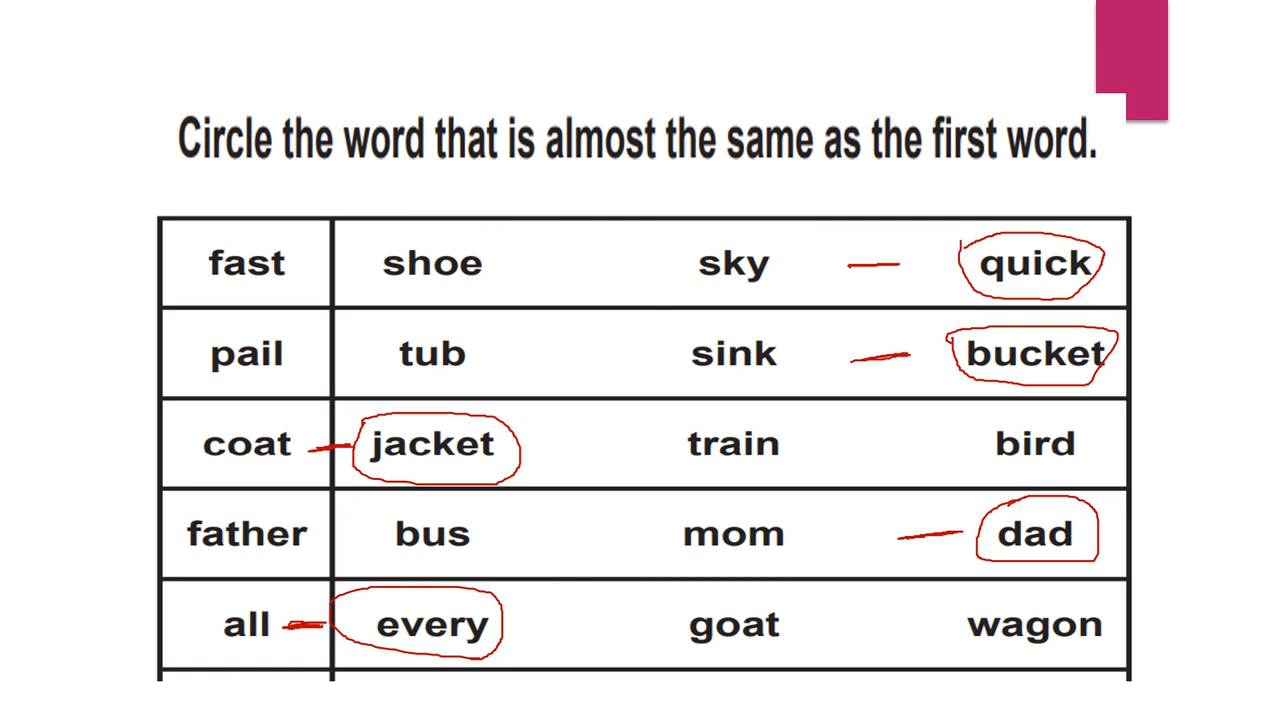 Circle the word that is almost the same as the first word.
fast shoe sky quick
pail tub sink bucket
coat jacket train bird
father bus mom dad
all every goat wagon